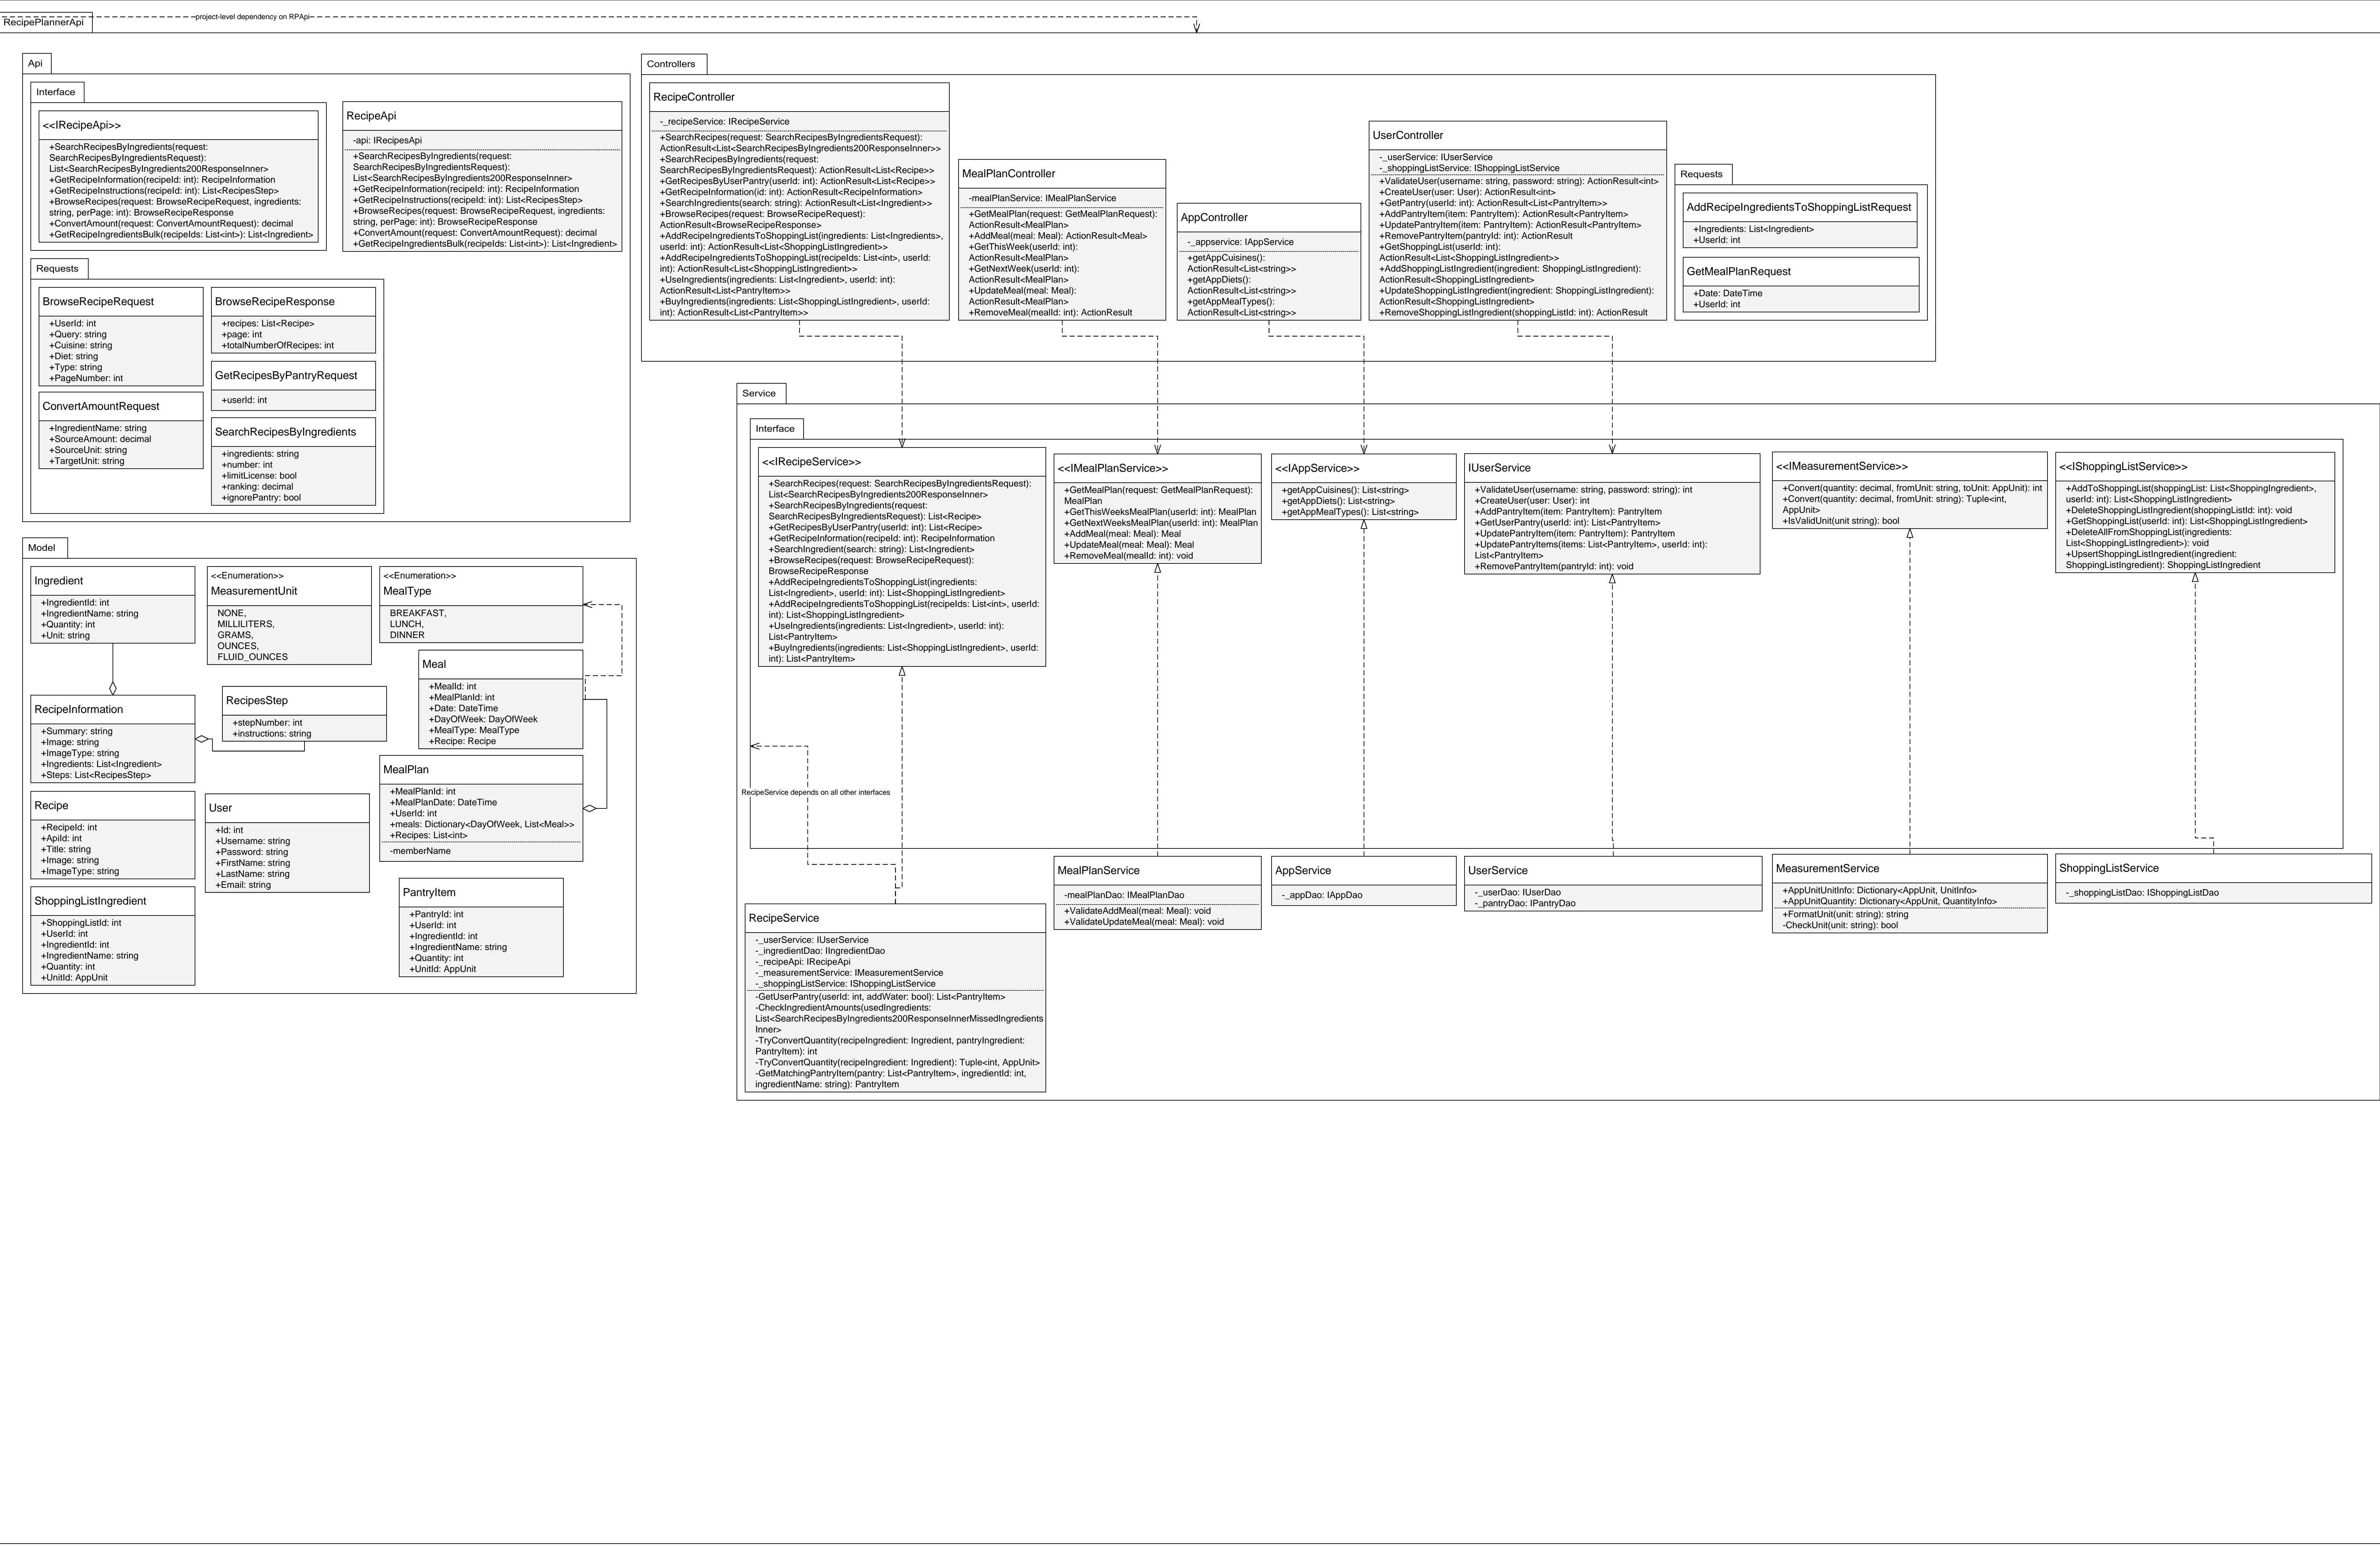 project-level dependency on RPApi
RecipePlannerApi
Api
Interface
<<IRecipeApi>>
+SearchRecipesByIngredients(request:
SearchRecipesByIngredientsRequest):
List<SearchRecipesByIngredients200ResponseInner>
+GetRecipeInformation(recipeId: int): RecipeInformation
+GetRecipeInstructions(recipeId: int): List<RecipesStep>
+BrowseRecipes(request: BrowseRecipeRequest, ingredients:
string, perPage: int): BrowseRecipeResponse
+ConvertAmount(request: ConvertAmountRequest): decimal
+GetRecipeIngredientsBulk(recipeIds: List<int>): List<Ingredient>
RecipeApi
-api: IRecipesApi
+SearchRecipesByIngredients(request:
SearchRecipesByIngredientsRequest):
List<SearchRecipesByIngredients200ResponseInner>
+GetRecipeInformation(recipeId: int): RecipeInformation
+GetRecipeInstructions(recipeId: int): List<RecipesStep>
+BrowseRecipes(request: BrowseRecipeRequest, ingredients:
string, perPage: int): BrowseRecipeResponse
+ConvertAmount(request: ConvertAmountRequest): decimal
+GetRecipeIngredientsBulk(recipeIds: List<int>): List<Ingredient>
Requests
BrowseRecipeRequest
+UserId: int
+Query: string
+Cuisine: string
+Diet: string
+Type: string
+PageNumber: int
BrowseRecipeResponse
+recipes: List<Recipe>
+page: int
+totalNumberOfRecipes: int
GetRecipesByPantryRequest
+userId: int
ConvertAmountRequest
+IngredientName: string
+SourceAmount: decimal
+SourceUnit: string
+TargetUnit: string
SearchRecipesByIngredients
+ingredients: string
+number: int
+limitLicense: bool
+ranking: decimal
+ignorePantry: bool
Controllers
RecipeController
-_recipeService: IRecipeService
+SearchRecipes(request: SearchRecipesByIngredientsRequest):
ActionResult<List<SearchRecipesByIngredients200ResponseInner>>
+SearchRecipesByIngredients(request:
SearchRecipesByIngredientsRequest): ActionResult<List<Recipe>>
+GetRecipesByUserPantry(userId: int): ActionResult<List<Recipe>>
+GetRecipeInformation(id: int): ActionResult<RecipeInformation>
+SearchIngredients(search: string): ActionResult<List<Ingredient>>
+BrowseRecipes(request: BrowseRecipeRequest):
ActionResult<BrowseRecipeResponse>
+AddRecipeIngredientsToShoppingList(ingredients: List<Ingredients>,
userId: int): ActionResult<List<ShoppingListIngredient>>
+AddRecipeIngredientsToShoppingList(recipeIds: List<int>, userId:
int): ActionResult<List<ShoppingListIngredient>>
+UseIngredients(ingredients: List<Ingredient>, userId: int):
ActionResult<List<PantryItem>>
+BuyIngredients(ingredients: List<ShoppingListIngredient>, userId:
int): ActionResult<List<PantryItem>>
MealPlanController
-mealPlanService: IMealPlanService
+GetMealPlan(request: GetMealPlanRequest):
ActionResult<MealPlan>
+AddMeal(meal: Meal): ActionResult<Meal>
+GetThisWeek(userId: int):
ActionResult<MealPlan>
+GetNextWeek(userId: int):
ActionResult<MealPlan>
+UpdateMeal(meal: Meal):
ActionResult<MealPlan>
+RemoveMeal(mealId: int): ActionResult
AppController
-_appservice: IAppService
+getAppCuisines():
ActionResult<List<string>>
+getAppDiets():
ActionResult<List<string>>
+getAppMealTypes():
ActionResult<List<string>>
UserController
-_userService: IUserService
-_shoppingListService: IShoppingListService
+ValidateUser(username: string, password: string): ActionResult<int>
+CreateUser(user: User): ActionResult<int>
+GetPantry(userId: int): ActionResult<List<PantryItem>>
+AddPantryItem(item: PantryItem): ActionResult<PantryItem>
+UpdatePantryItem(item: PantryItem): ActionResult<PantryItem>
+RemovePantryItem(pantryId: int): ActionResult
+GetShoppingList(userId: int):
ActionResult<List<ShoppingListIngredient>>
+AddShoppingListIngredient(ingredient: ShoppingListIngredient):
ActionResult<ShoppingListIngredient>
+UpdateShoppingListIngredient(ingredient: ShoppingListIngredient):
ActionResult<ShoppingListIngredient>
+RemoveShoppingListIngredient(shoppingListId: int): ActionResult
Requests
AddRecipeIngredientsToShoppingListRequest
+Ingredients: List<Ingredient>
+UserId: int
GetMealPlanRequest
+Date: DateTime
+UserId: int
Service
Interface
<<IRecipeService>>
+SearchRecipes(request: SearchRecipesByIngredientsRequest):
List<SearchRecipesByIngredients200ResponseInner>
+SearchRecipesByIngredients(request:
SearchRecipesByIngredientsRequest): List<Recipe>
+GetRecipesByUserPantry(userId: int): List<Recipe>
+GetRecipeInformation(recipeId: int): RecipeInformation
+SearchIngredient(search: string): List<Ingredient>
+BrowseRecipes(request: BrowseRecipeRequest):
BrowseRecipeResponse
+AddRecipeIngredientsToShoppingList(ingredients:
List<Ingredient>, userId: int): List<ShoppingListIngredient>
+AddRecipeIngredientsToShoppingList(recipeIds: List<int>, userId:
int): List<ShoppingListIngredient>
+UseIngredients(ingredients: List<Ingredient>, userId: int):
List<PantryItem>
+BuyIngredients(ingredients: List<ShoppingListIngredient>, userId:
int): List<PantryItem>
<<IMealPlanService>>
+GetMealPlan(request: GetMealPlanRequest):
MealPlan
+GetThisWeeksMealPlan(userId: int): MealPlan
+GetNextWeeksMealPlan(userId: int): MealPlan
+AddMeal(meal: Meal): Meal
+UpdateMeal(meal: Meal): Meal
+RemoveMeal(mealId: int): void
<<IAppService>>
+getAppCuisines(): List<string>
+getAppDiets(): List<string>
+getAppMealTypes(): List<string>
IUserService
+ValidateUser(username: string, password: string): int
+CreateUser(user: User): int
+AddPantryItem(item: PantryItem): PantryItem
+GetUserPantry(userId: int): List<PantryItem>
+UpdatePantryItem(item: PantryItem): PantryItem
+UpdatePantryItems(items: List<PantryItem>, userId: int):
List<PantryItem>
+RemovePantryItem(pantryId: int): void
<<IMeasurementService>>
+Convert(quantity: decimal, fromUnit: string, toUnit: AppUnit): int
+Convert(quantity: decimal, fromUnit: string): Tuple<int,
AppUnit>
+IsValidUnit(unit string): bool
<<IShoppingListService>>
+AddToShoppingList(shoppingList: List<ShoppingIngredient>,
userId: int): List<ShoppingListIngredient>
+DeleteShoppingListIngredient(shoppingListId: int): void
+GetShoppingList(userId: int): List<ShoppingListIngredient>
+DeleteAllFromShoppingList(ingredients:
List<ShoppingListIngredient>): void
+UpsertShoppingListIngredient(ingredient:
ShoppingListIngredient): ShoppingListIngredient
Model
Ingredient
+IngredientId: int
+IngredientName: string
+Quantity: int
+Unit: string
<<Enumeration>>
MeasurementUnit
NONE,
MILLILITERS,
GRAMS,
OUNCES,
FLUID_OUNCES
<<Enumeration>>
MealType
BREAKFAST,
LUNCH,
DINNER
Meal
+MealId: int
+MealPlanId: int
+Date: DateTime
+DayOfWeek: DayOfWeek
+MealType: MealType
+Recipe: Recipe
RecipeInformation
+Summary: string
+Image: string
+ImageType: string
+Ingredients: List<Ingredient>
+Steps: List<RecipesStep>
RecipesStep
+stepNumber: int
+instructions: string
MealPlan
+MealPlanId: int
+MealPlanDate: DateTime
+UserId: int
+meals: Dictionary<DayOfWeek, List<Meal>>
+Recipes: List<int>
-memberName
Recipe
+RecipeId: int
+ApiId: int
+Title: string
+Image: string
+ImageType: string
User
+Id: int
+Username: string
+Password: string
+FirstName: string
+LastName: string
+Email: string
ShoppingListIngredient
+ShoppingListId: int
+UserId: int
+IngredientId: int
+IngredientName: string
+Quantity: int
+UnitId: AppUnit
PantryItem
+PantryId: int
+UserId: int
+IngredientId: int
+IngredientName: string
+Quantity: int
+UnitId: AppUnit
RecipeService depends on all other interfaces
RecipeService
-_userService: IUserService
-_ingredientDao: IIngredientDao
-_recipeApi: IRecipeApi
-_measurementService: IMeasurementService
-_shoppingListService: IShoppingListService
-GetUserPantry(userId: int, addWater: bool): List<PantryItem>
-CheckIngredientAmounts(usedIngredients:
List<SearchRecipesByIngredients200ResponseInnerMissedIngredients
Inner>
-TryConvertQuantity(recipeIngredient: Ingredient, pantryIngredient:
PantryItem): int
-TryConvertQuantity(recipeIngredient: Ingredient): Tuple<int, AppUnit>
-GetMatchingPantryItem(pantry: List<PantryItem>, ingredientId: int,
ingredientName: string): PantryItem
MealPlanService
-mealPlanDao: IMealPlanDao
+ValidateAddMeal(meal: Meal): void
+ValidateUpdateMeal(meal: Meal): void
AppService
-_appDao: IAppDao
UserService
-_userDao: IUserDao
-_pantryDao: IPantryDao
MeasurementService
+AppUnitUnitInfo: Dictionary<AppUnit, UnitInfo>
+AppUnitQuantity: Dictionary<AppUnit, QuantityInfo>
+FormatUnit(unit: string): string
-CheckUnit(unit: string): bool
ShoppingListService
-_shoppingListDao: IShoppingListDao